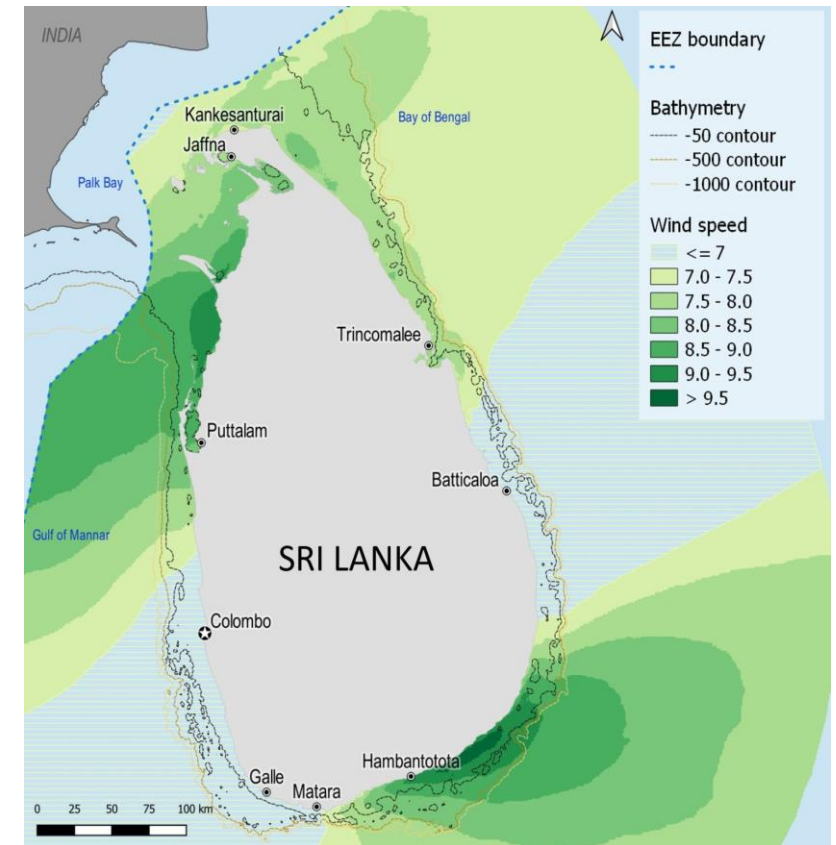 INDIA
Kankesanturai
Jaffna
Bay of Bengal
Palk Bay
Trincomalee
Puttalam
Batticaloa
Gulf of Mannar
SRI LANKA
Colombo
Hambantotota
Galle
Matara
0 25 50 75 100 km
EEZ boundary
Bathymetry
-50 contour
-500 contour
-1000 contour
Wind speed
<= 7
7.0 - 7.5
7.5 - 8.0
8.0 - 8.5
8.5 - 9.0
9.0 - 9.5
> 9.5